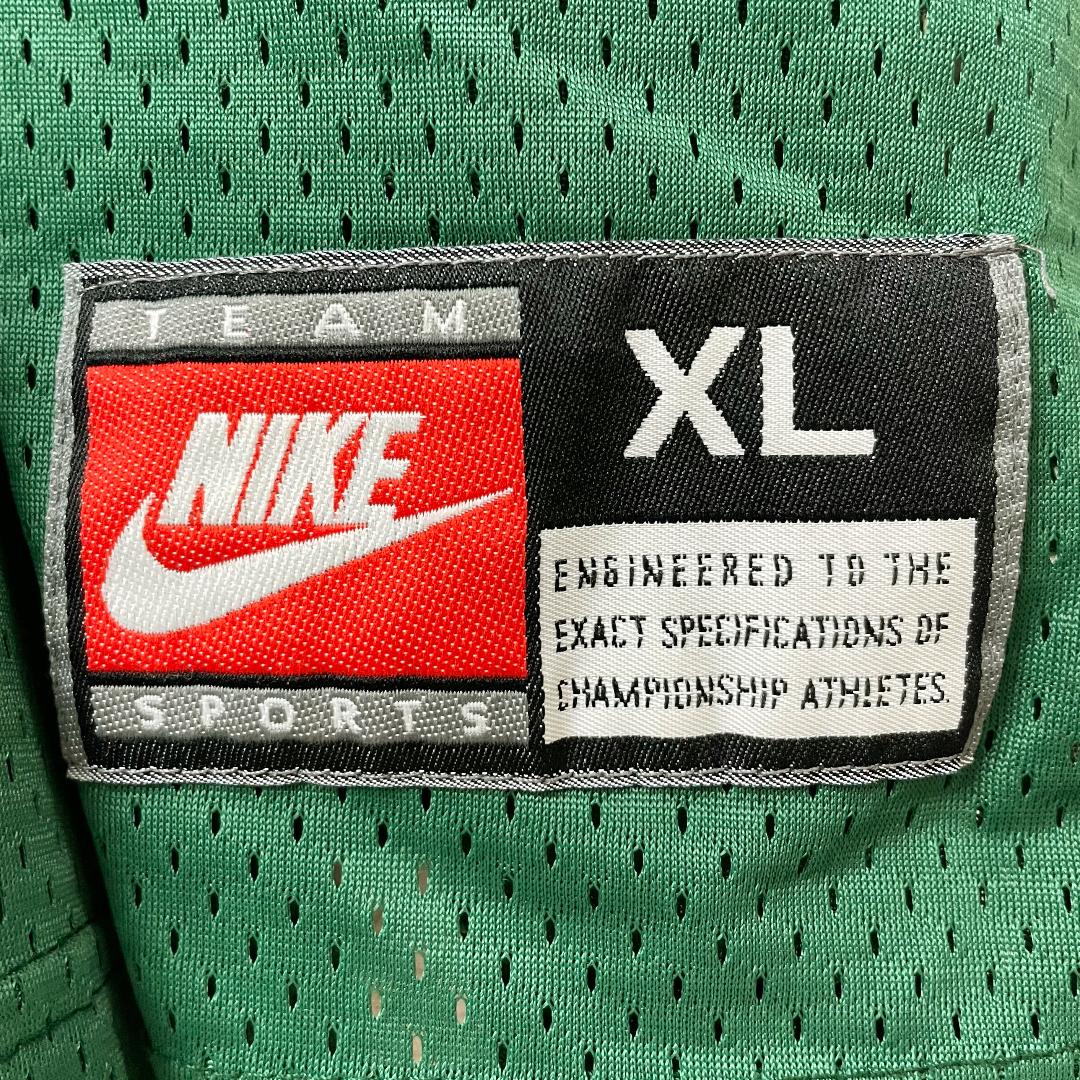 TEAM
NIKE
SPORTS
XL
ENGINEERED TO THE
EXACT SPECIFICATIONS OF
CHAMPIONSHIP ATHLETES.